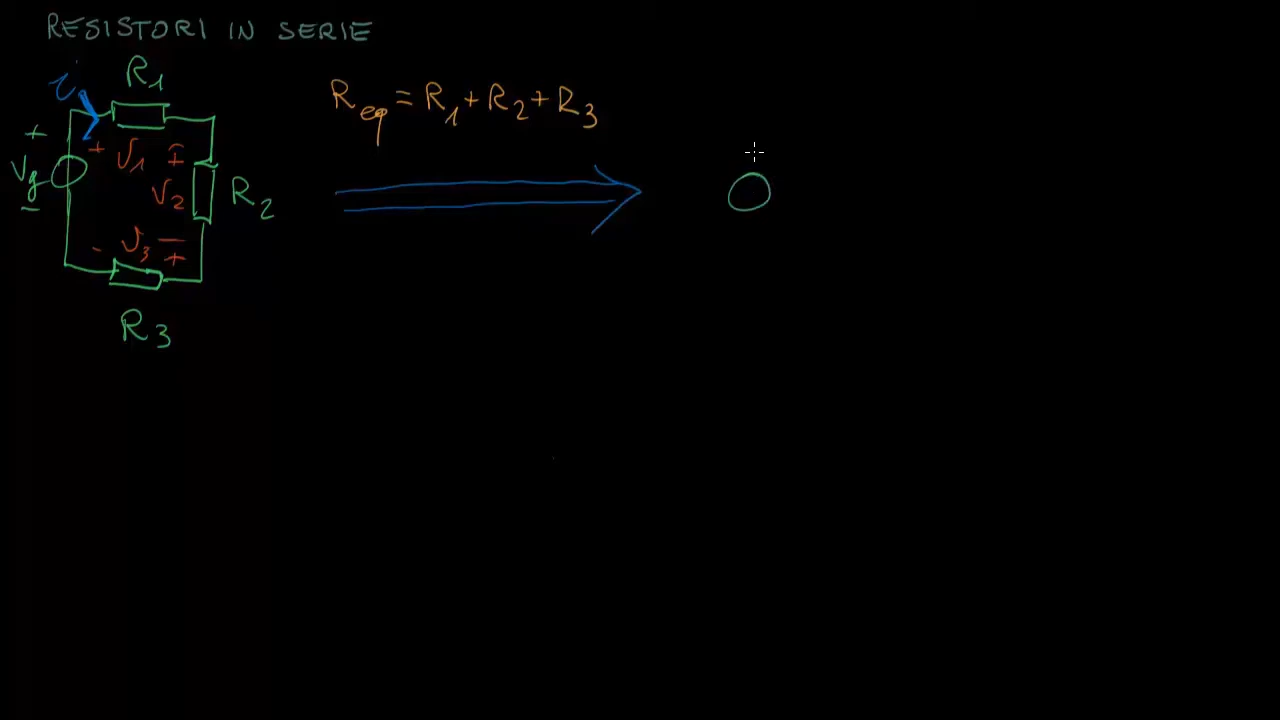 RESISTORI IN SERIE
i R1
Req = R1 + R2 + R3
+ + V1 - +
Vg V2 R2
-
- V3 - +
R3